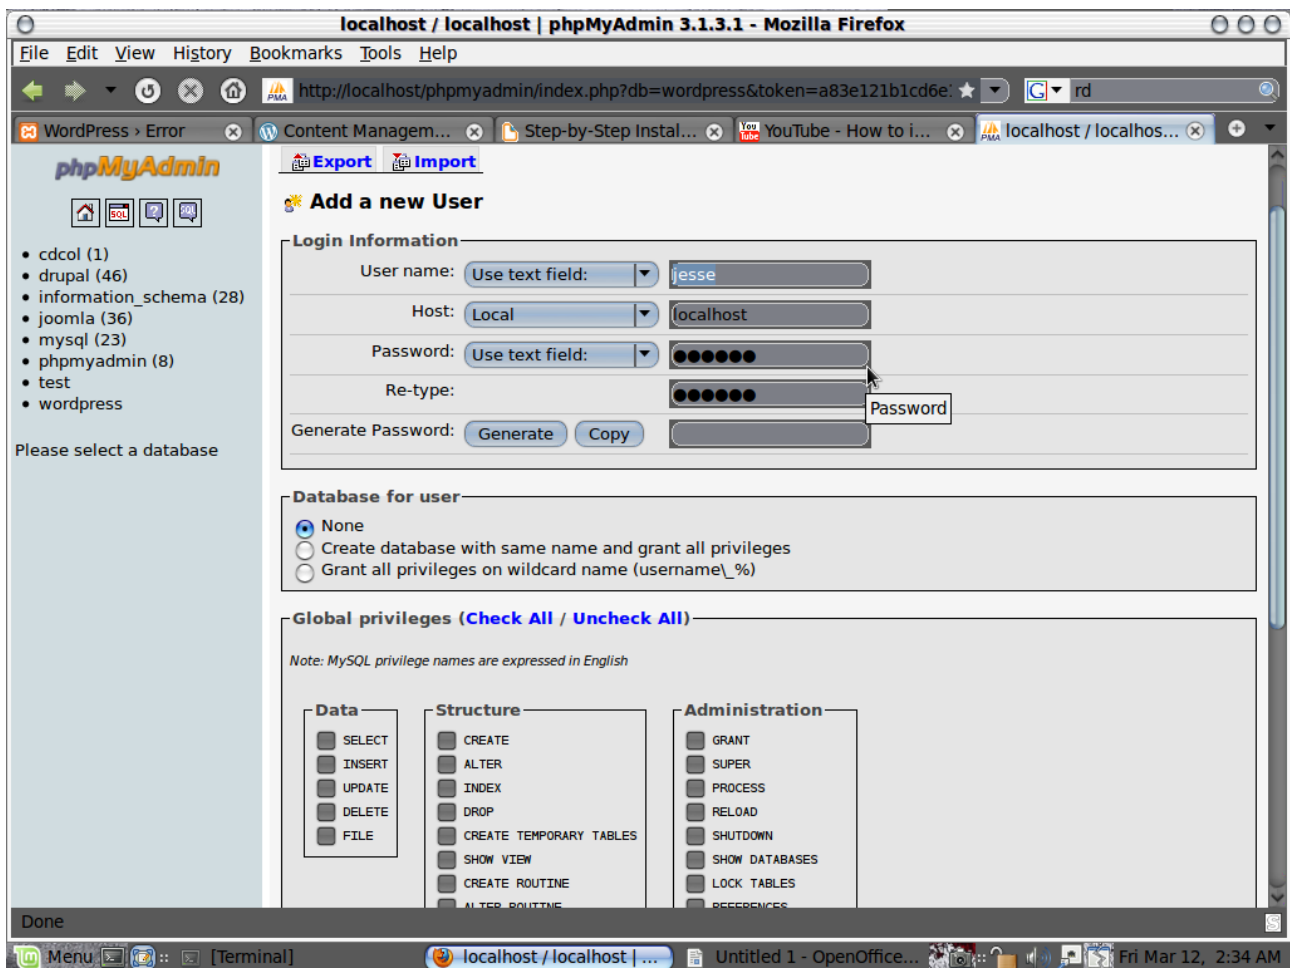 localhost / localhost | phpMyAdmin 3.1.3.1 - Mozilla Firefox
File Edit View History Bookmarks Tools Help
http://localhost/phpmyadmin/index.php?db=wordpress&token=a83e121b1cd6e
G rd
WordPress › Error
Content Managem...
Step-by-Step Instal...
YouTube - How to i...
localhost / localhos...
phpMyAdmin
cdcol (1)
drupal (46)
information_schema (28)
joomla (36)
mysql (23)
phpmyadmin (8)
test
wordpress
Please select a database
Export Import
Add a new User
Login Information
User name: Use text field: jesse
Host: Local localhost
Password: Use text field: ●●●●●●
Re-type: ●●●●●●
Password
Generate Password: Generate Copy
Database for user
None
Create database with same name and grant all privileges
Grant all privileges on wildcard name (username\_%)
Global privileges (Check All / Uncheck All)
Note: MySQL privilege names are expressed in English
Data
SELECT
INSERT
UPDATE
DELETE
FILE
Structure
CREATE
ALTER
INDEX
DROP
CREATE TEMPORARY TABLES
SHOW VIEW
CREATE ROUTINE
ALTER ROUTINE
Administration
GRANT
SUPER
PROCESS
RELOAD
SHUTDOWN
SHOW DATABASES
LOCK TABLES
REFERENCES
Done
Menu [Terminal] localhost / localhost | ... Untitled 1 - OpenOffice... Fri Mar 12, 2:34 AM